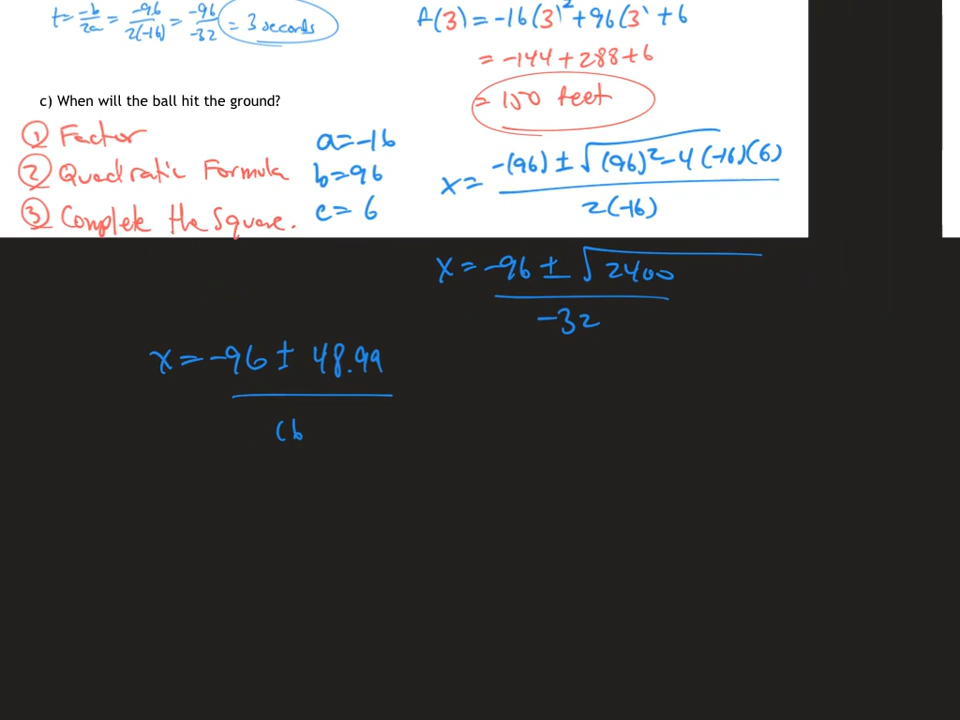 t = -b/2a = -96/2(-16) = -96/-32 = 3 seconds
f(3) = -16(3)² + 96(3) + 6
= -144 + 288 + 6
= 150 feet
c) When will the ball hit the ground?
① Factor
② Quadratic Formula
③ Complete the Square.
a = -16
b = 96
c = 6
x = -(96) ± √(96)² - 4(-16)(6) / 2(-16)
x = -96 ± √2400 / -32
x = -96 ± 48.99 / 16